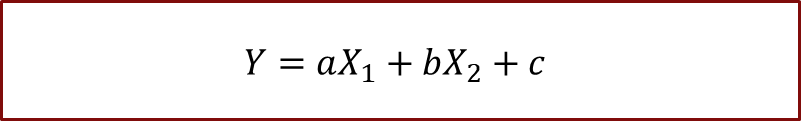 Y = aX₁ + bX₂ + c